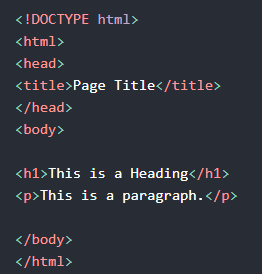 <!DOCTYPE html>
<html>
<head>
<title>Page Title</title>
</head>
<body>
<h1>This is a Heading</h1>
<p>This is a paragraph.</p>
</body>
</html>